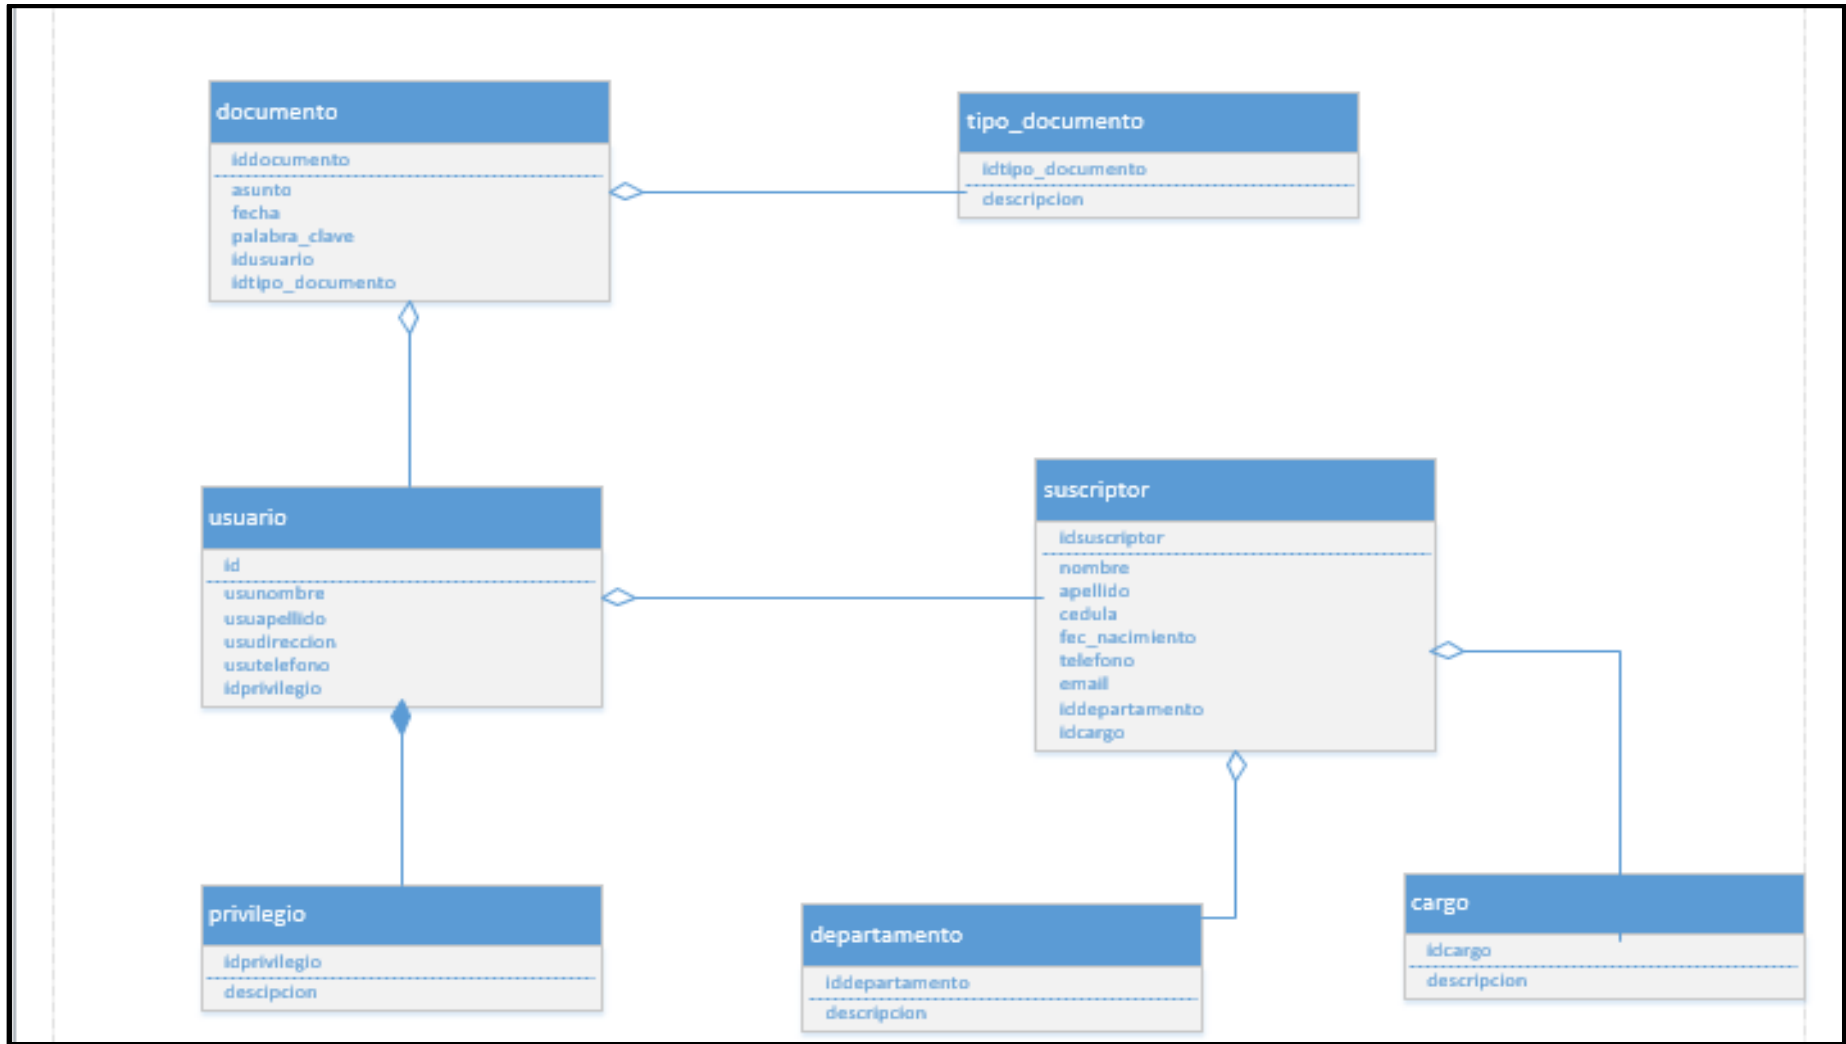 documento
iddocumento
asunto
fecha
palabra_clave
idusuario
idtipo_documento
tipo_documento
idtipo_documento
descripcion
usuario
id
usunombre
usuapellido
usudireccion
usutelefono
idprivilegio
suscriptor
idsuscriptor
nombre
apellido
cedula
fec_nacimiento
telefono
email
iddepartamento
idcargo
privilegio
idprivilegio
descipcion
departamento
iddepartamento
descripcion
cargo
idcargo
descripcion